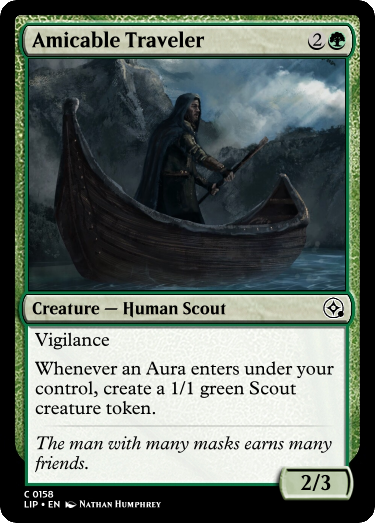 Amicable Traveler 2
Creature — Human Scout
Vigilance
Whenever an Aura enters under your
control, create a 1/1 green Scout
creature token.
The man with many masks earns many
friends.
2/3
C 0158
LIP • EN Nathan Humphrey